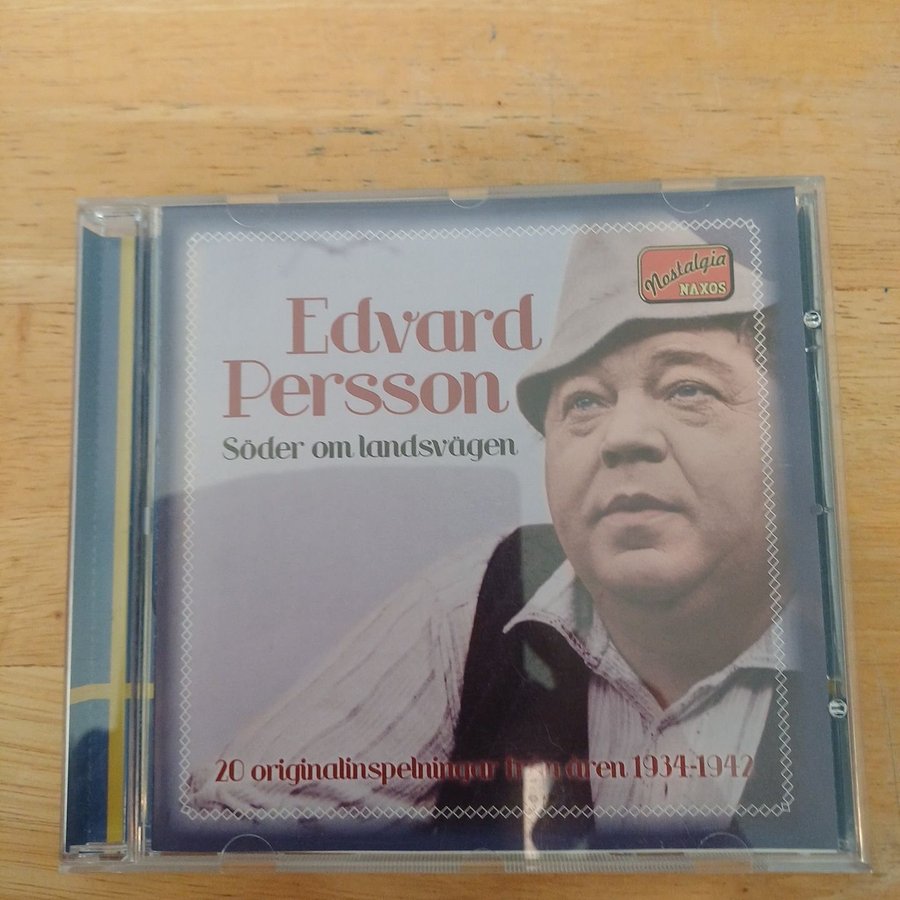 Nostalgia
NAXOS
Edvard
Persson
Söder om landsvägen
20 originalinspelningar från åren 1934-1942